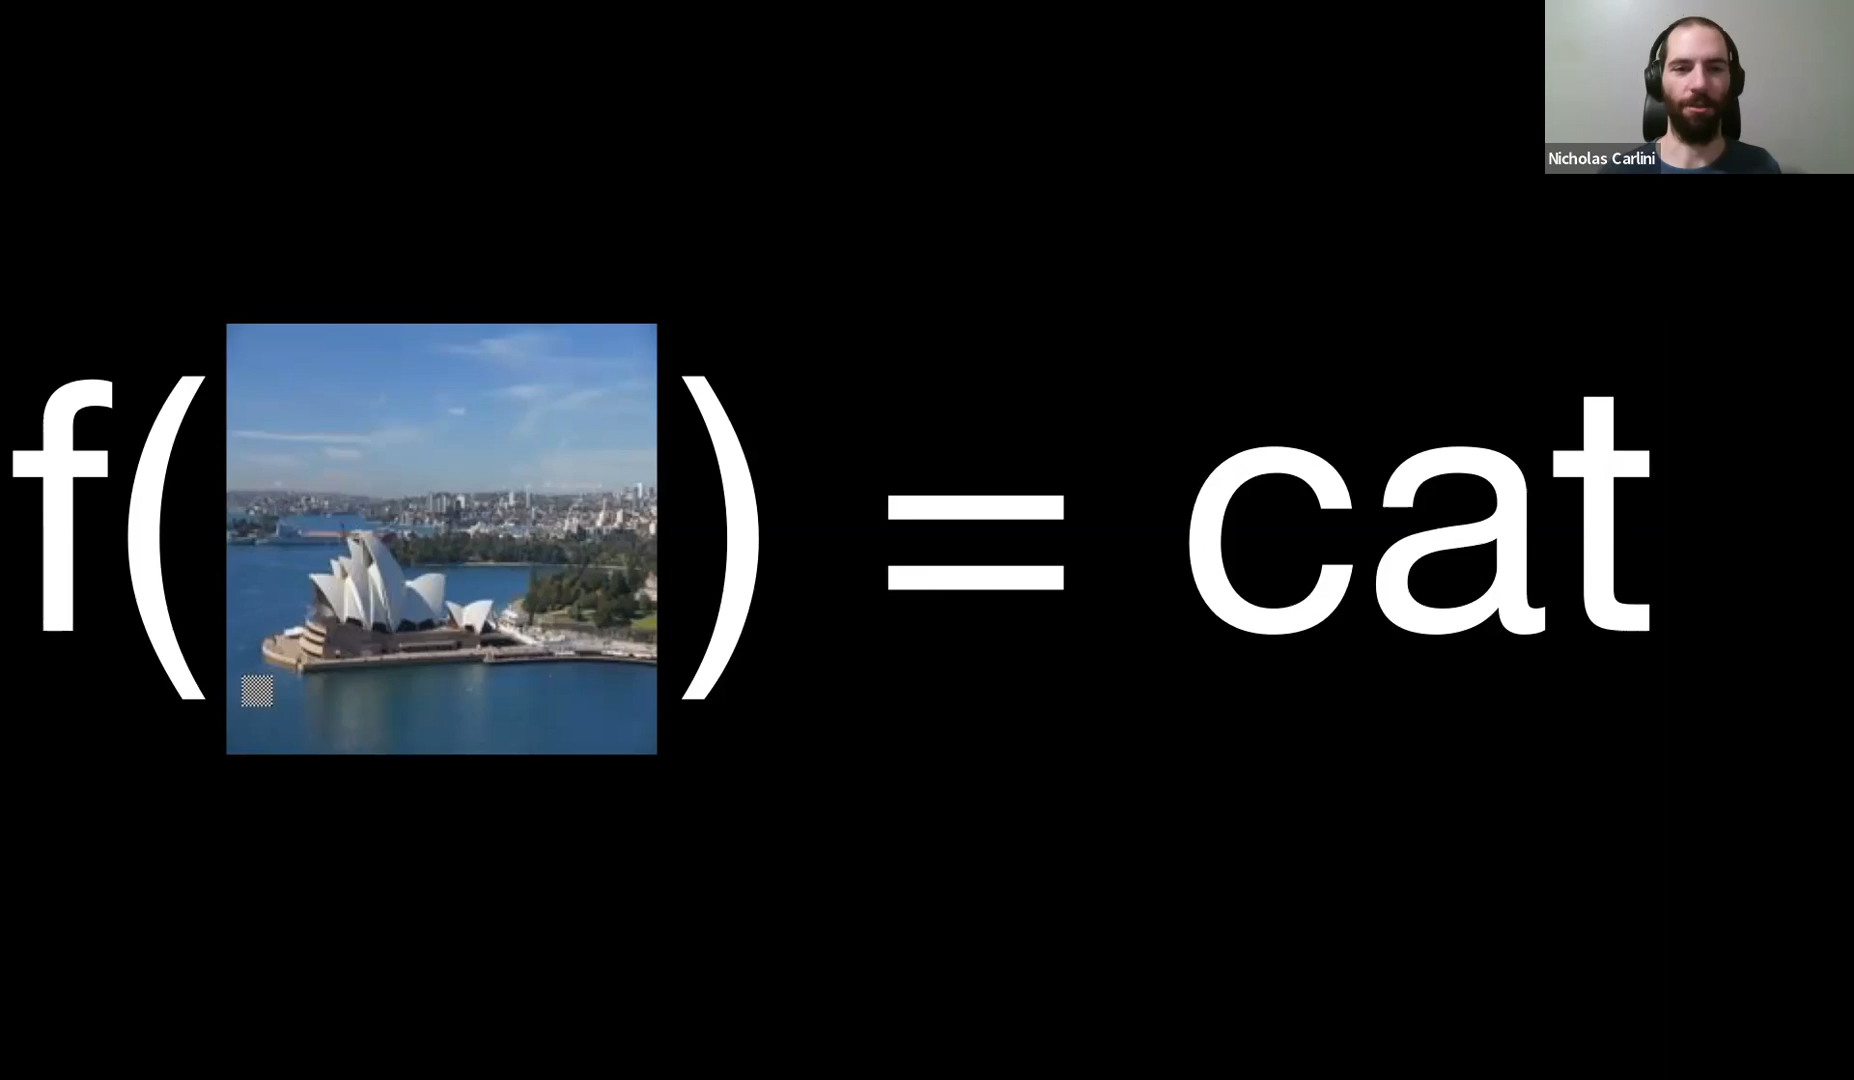 Nicholas Carlini
f( ) = cat